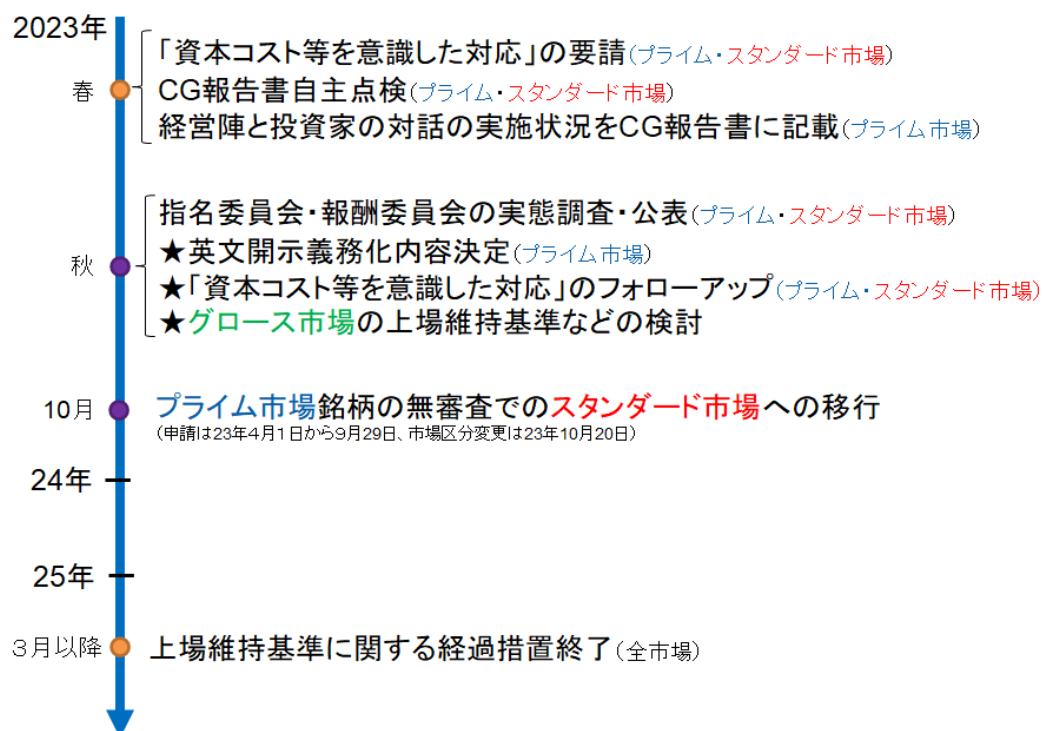 2023年
春
「資本コスト等を意識した対応」の要請(プライム・スタンダード市場)
CG報告書自主点検(プライム・スタンダード市場)
経営陣と投資家の対話の実施状況をCG報告書に記載(プライム市場)
秋
指名委員会・報酬委員会の実態調査・公表(プライム・スタンダード市場)
★英文開示義務化内容決定(プライム市場)
★「資本コスト等を意識した対応」のフォローアップ(プライム・スタンダード市場)
★グロース市場の上場維持基準などの検討
10月
プライム市場銘柄の無審査でのスタンダード市場への移行
(申請は23年4月1日から9月29日、市場区分変更は23年10月20日)
24年
25年
3月以降
上場維持基準に関する経過措置終了(全市場)